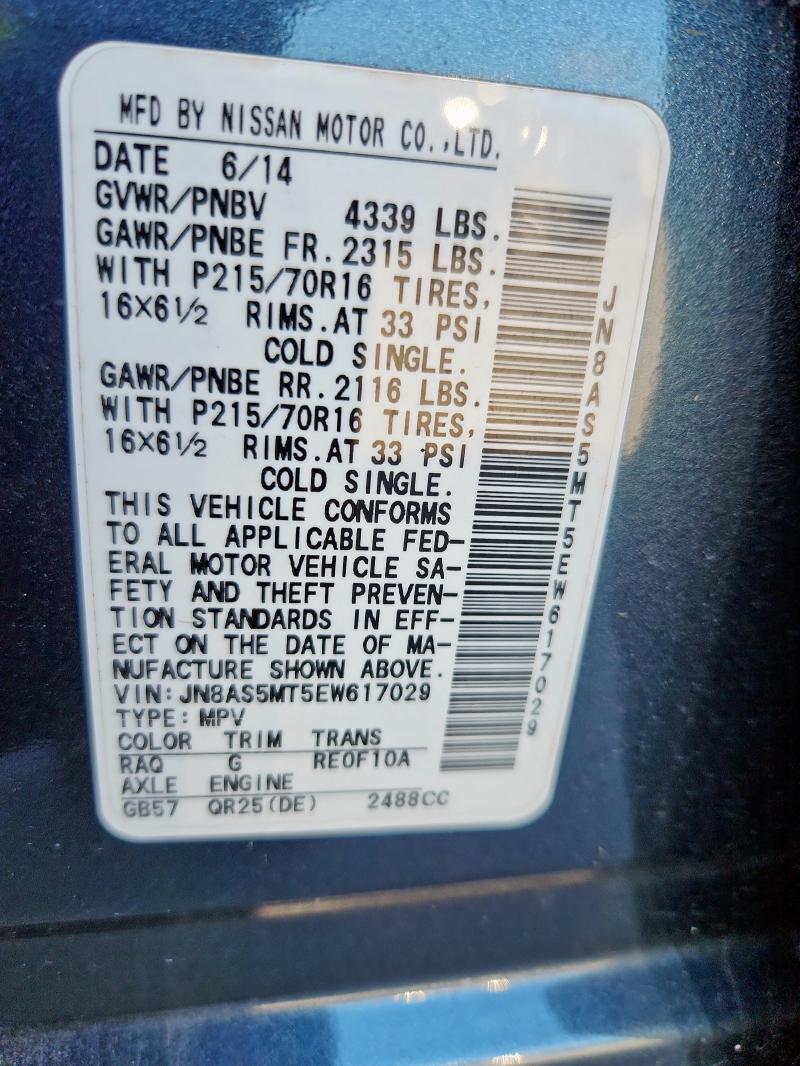 MFD BY NISSAN MOTOR CO.,LTD.
DATE 6/14
GVWR/PNBV 4339 LBS.
GAWR/PNBE FR. 2315 LBS.
WITH P215/70R16 TIRES,
16X6½ RIMS. AT 33 PSI
COLD SINGLE.
GAWR/PNBE RR. 2116 LBS.
WITH P215/70R16 TIRES,
16X6½ RIMS. AT 33 PSI
COLD SINGLE.
THIS VEHICLE CONFORMS
TO ALL APPLICABLE FED-
ERAL MOTOR VEHICLE SA-
FETY AND THEFT PREVEN-
TION STANDARDS IN EFF-
ECT ON THE DATE OF MA-
NUFACTURE SHOWN ABOVE.
VIN: JN8AS5MT5EW617029
TYPE: MPV
COLOR TRIM TRANS
RAQ G RE0F10A
AXLE ENGINE
GB57 QR25(DE) 2488CC
JN8AS5MT5EW617029